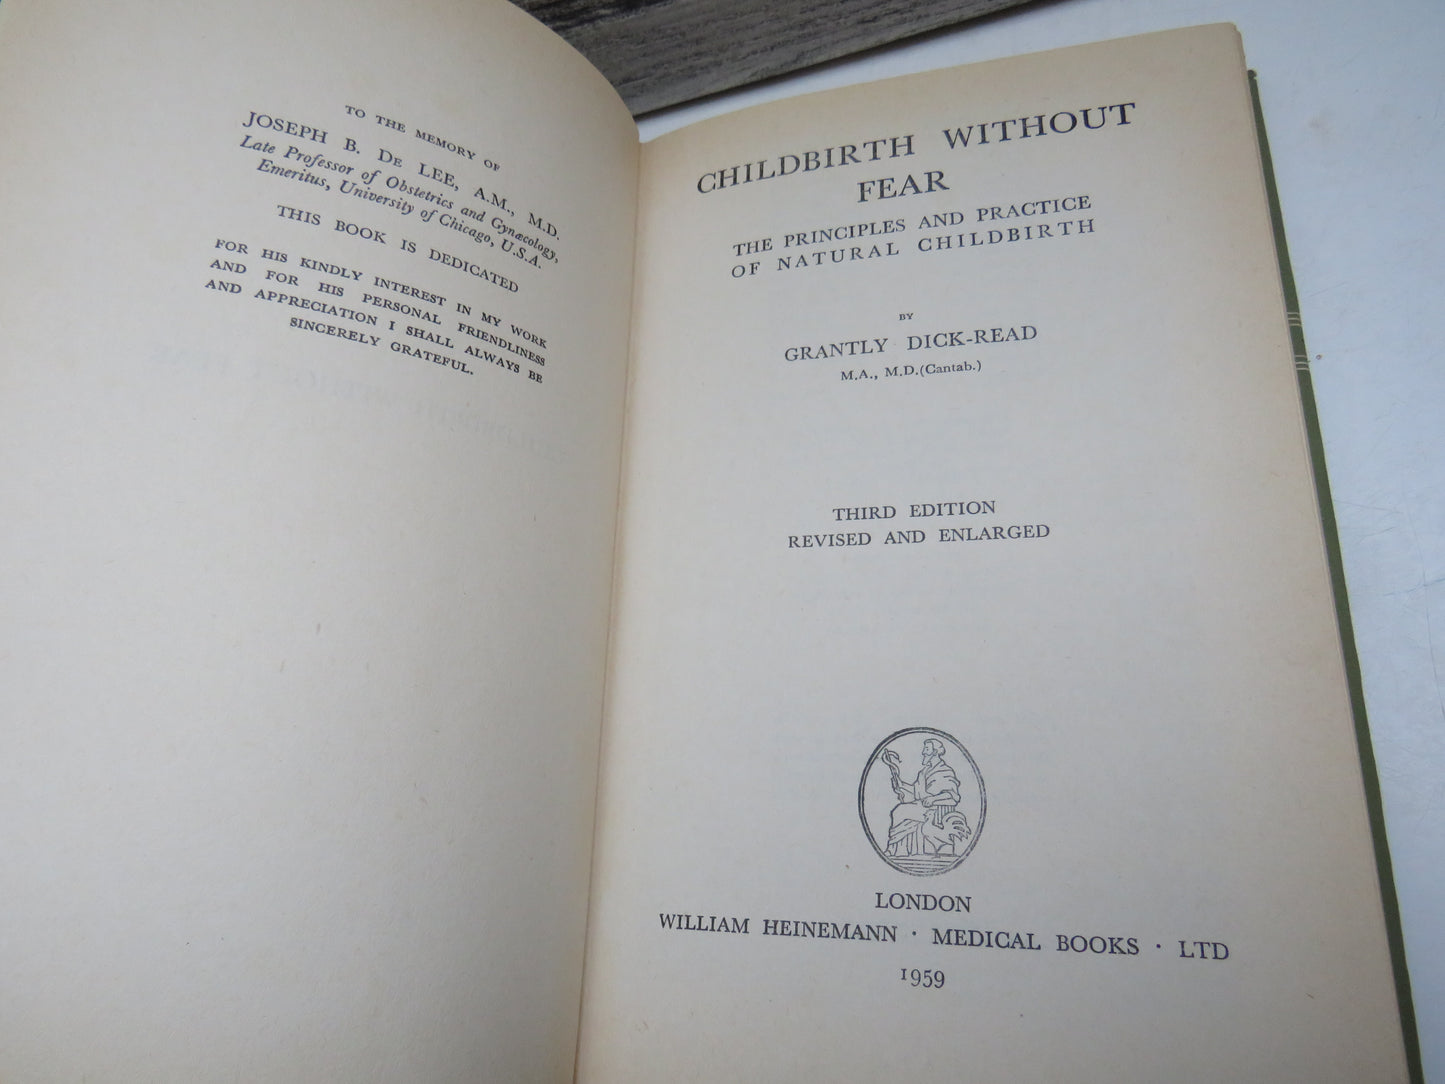 TO THE MEMORY OF
JOSEPH B. DE LEE, A.M., M.D.
Late Professor of Obstetrics and Gynæcology,
Emeritus, University of Chicago, U.S.A.
THIS BOOK IS DEDICATED
FOR HIS KINDLY INTEREST IN MY WORK
AND FOR HIS PERSONAL FRIENDLINESS
AND APPRECIATION I SHALL ALWAYS BE
SINCERELY GRATEFUL.
CHILDBIRTH WITHOUT
FEAR
THE PRINCIPLES AND PRACTICE
OF NATURAL CHILDBIRTH
BY
GRANTLY DICK-READ
M.A., M.D.(Cantab.)
THIRD EDITION
REVISED AND ENLARGED
LONDON
WILLIAM HEINEMANN · MEDICAL BOOKS · LTD
1959